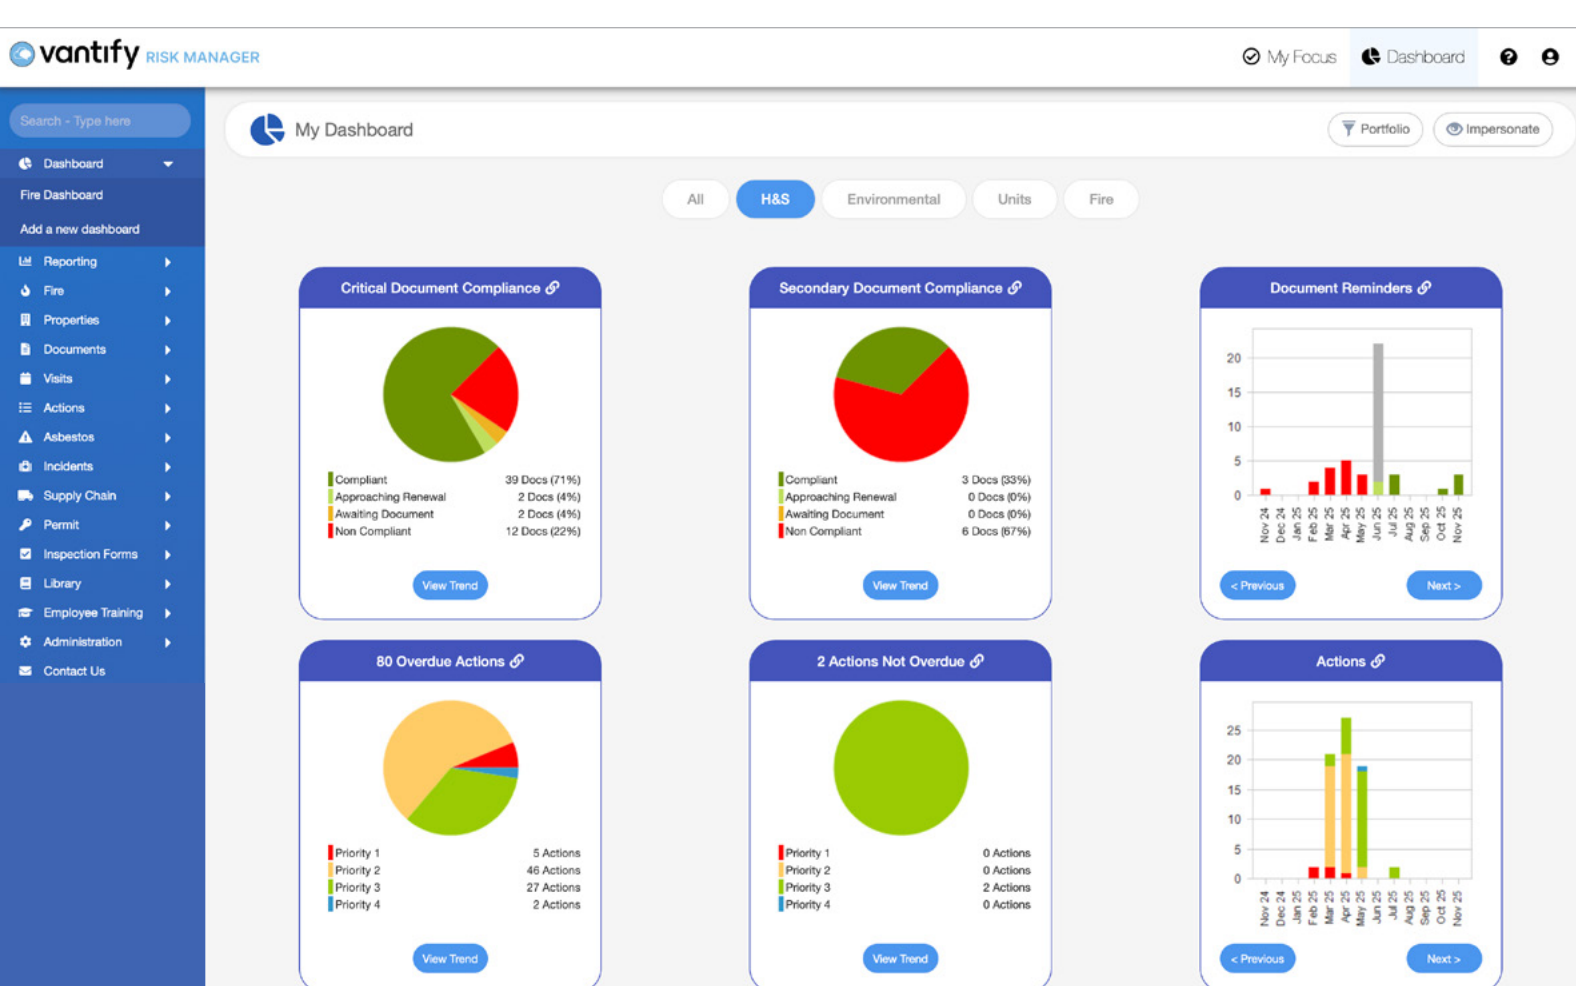 vantify RISK MANAGER
My Focus
Dashboard
Search - Type here
Dashboard
Fire Dashboard
Add a new dashboard
Reporting
Fire
Properties
Documents
Visits
Actions
Asbestos
Incidents
Supply Chain
Permit
Inspection Forms
Library
Employee Training
Administration
Contact Us
My Dashboard
Portfolio
Impersonate
All
H&S
Environmental
Units
Fire
Critical Document Compliance
Compliant 39 Docs (71%)
Approaching Renewal 2 Docs (4%)
Awaiting Document 2 Docs (4%)
Non Compliant 12 Docs (22%)
View Trend
Secondary Document Compliance
Compliant 3 Docs (33%)
Approaching Renewal 0 Docs (0%)
Awaiting Document 0 Docs (0%)
Non Compliant 6 Docs (67%)
View Trend
Document Reminders
20
15
10
5
0
Nov 24
Dec 24
Jan 25
Feb 25
Mar 25
Apr 25
May 25
Jun 25
Jul 25
Aug 25
Sep 25
Oct 25
Nov 25
< Previous
Next >
80 Overdue Actions
Priority 1 5 Actions
Priority 2 46 Actions
Priority 3 27 Actions
Priority 4 2 Actions
View Trend
2 Actions Not Overdue
Priority 1 0 Actions
Priority 2 0 Actions
Priority 3 2 Actions
Priority 4 0 Actions
View Trend
Actions
25
20
15
10
5
0
Nov 24
Dec 24
Jan 25
Feb 25
Mar 25
Apr 25
May 25
Jun 25
Jul 25
Aug 25
Sep 25
Oct 25
Nov 25
< Previous
Next >